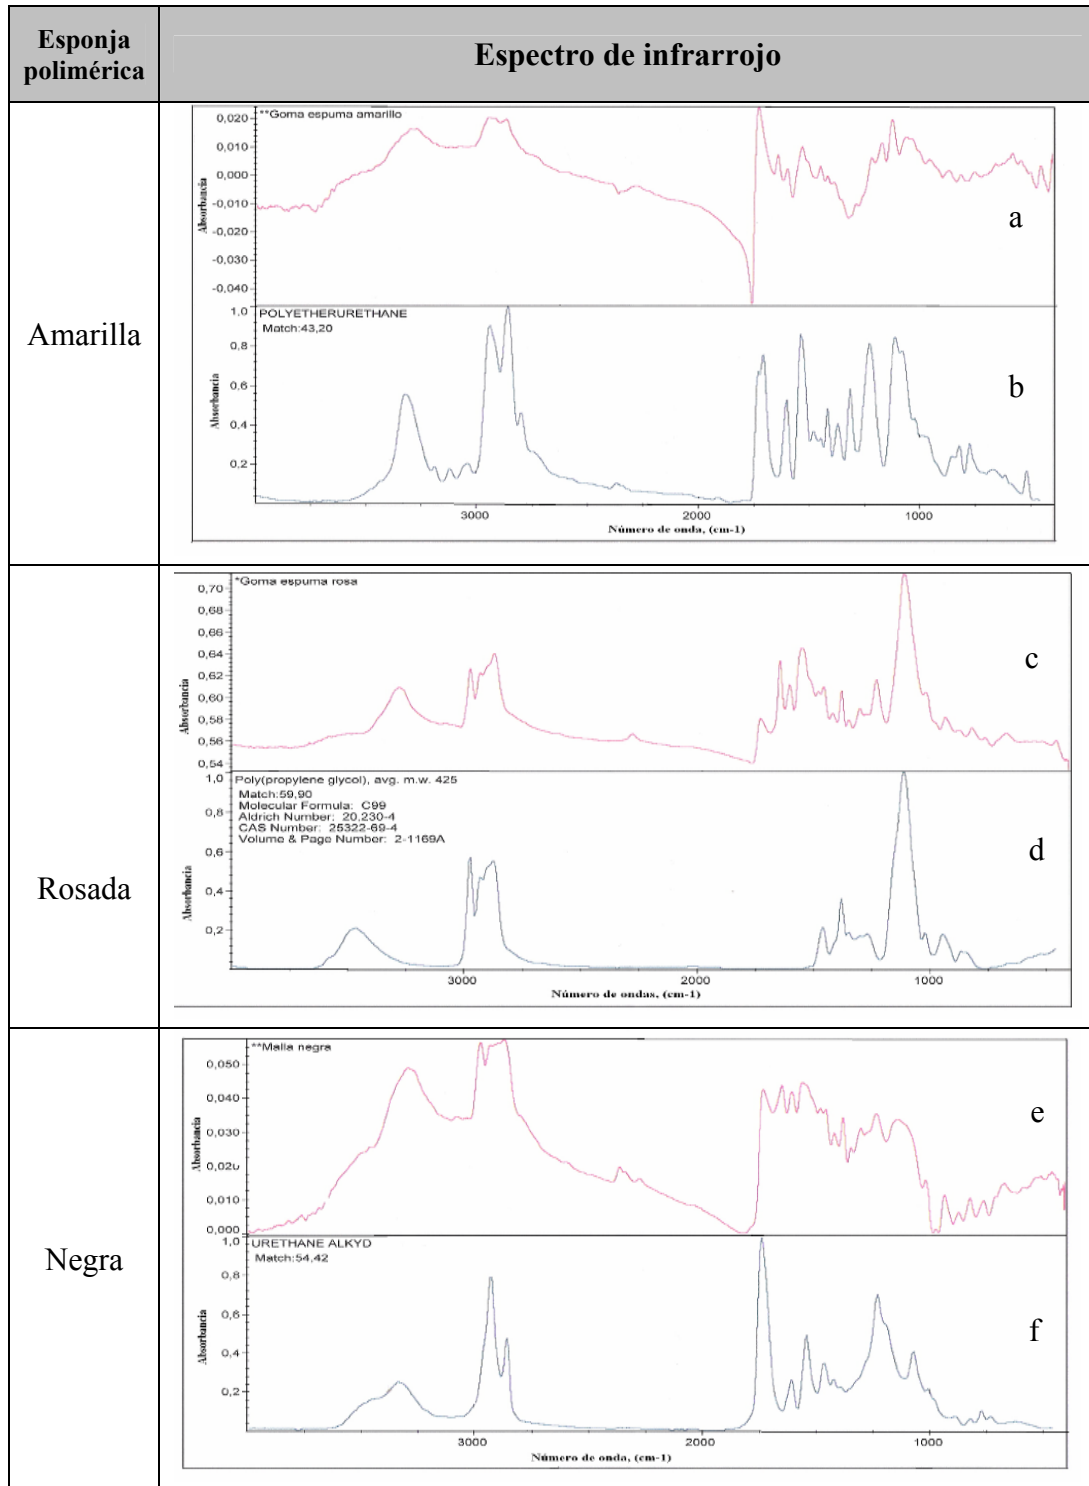 Esponja
polimérica
Espectro de infrarrojo
Amarilla
**Goma espuma amarillo
0,020
0,010
0,000
-0,010
-0,020
-0,030
-0,040
Absorbancia
a
POLYETHERURETHANE
Match:43,20
1,0
0,8
0,6
0,4
0,2
Absorbancia
b
3000
2000
1000
Número de onda, (cm-1)
Rosada
*Goma espuma rosa
0,70
0,68
0,66
0,64
0,62
0,60
0,58
0,56
0,54
Absorbancia
c
Poly(propylene glycol), avg. m.w. 425
Match:59,90
Molecular Formula: C99
Aldrich Number: 20,230-4
CAS Number: 25322-69-4
Volume & Page Number: 2-1169A
1,0
0,8
0,6
0,4
0,2
Absorbancia
d
3000
2000
1000
Número de ondas, (cm-1)
Negra
**Malla negra
0,050
0,040
0,030
0,020
0,010
0,000
Absorbancia
e
URETHANE ALKYD
Match:54,42
1,0
0,8
0,6
0,4
0,2
Absorbancia
f
3000
2000
1000
Número de onda, (cm-1)